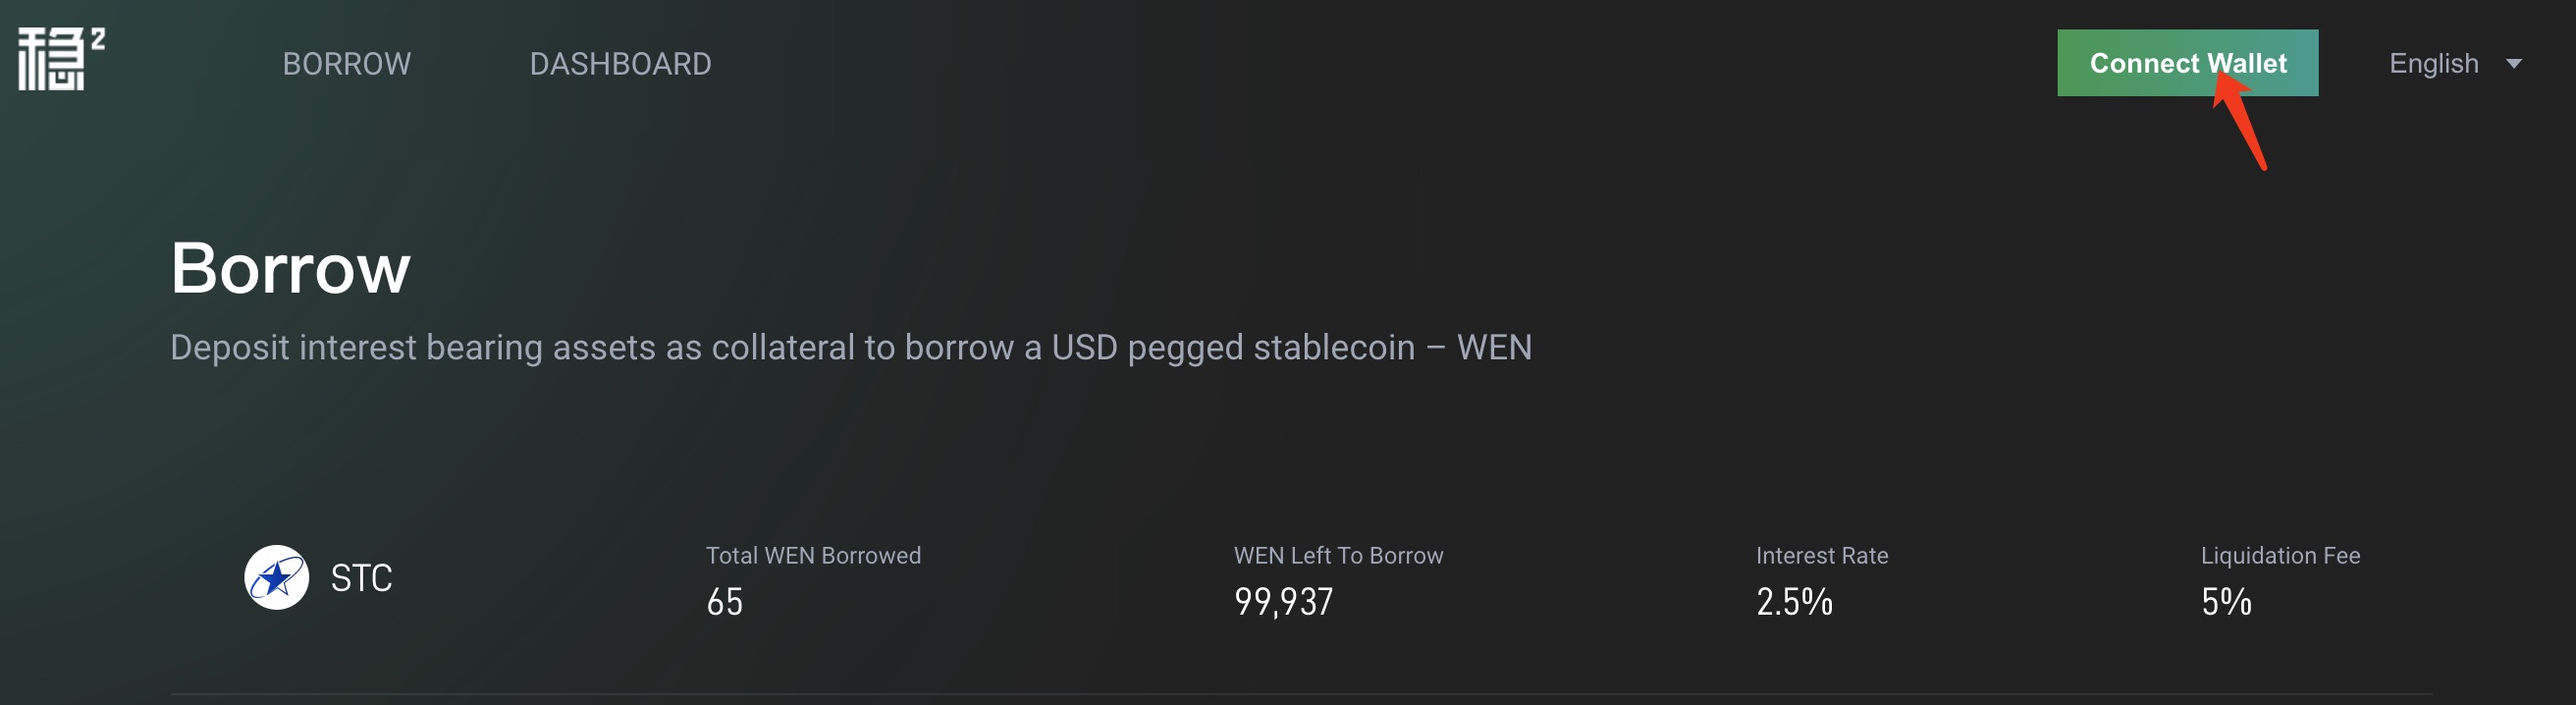 稳²
BORROW
DASHBOARD
Connect Wallet
English
Borrow
Deposit interest bearing assets as collateral to borrow a USD pegged stablecoin – WEN
STC
Total WEN Borrowed
65
WEN Left To Borrow
99,937
Interest Rate
2.5%
Liquidation Fee
5%